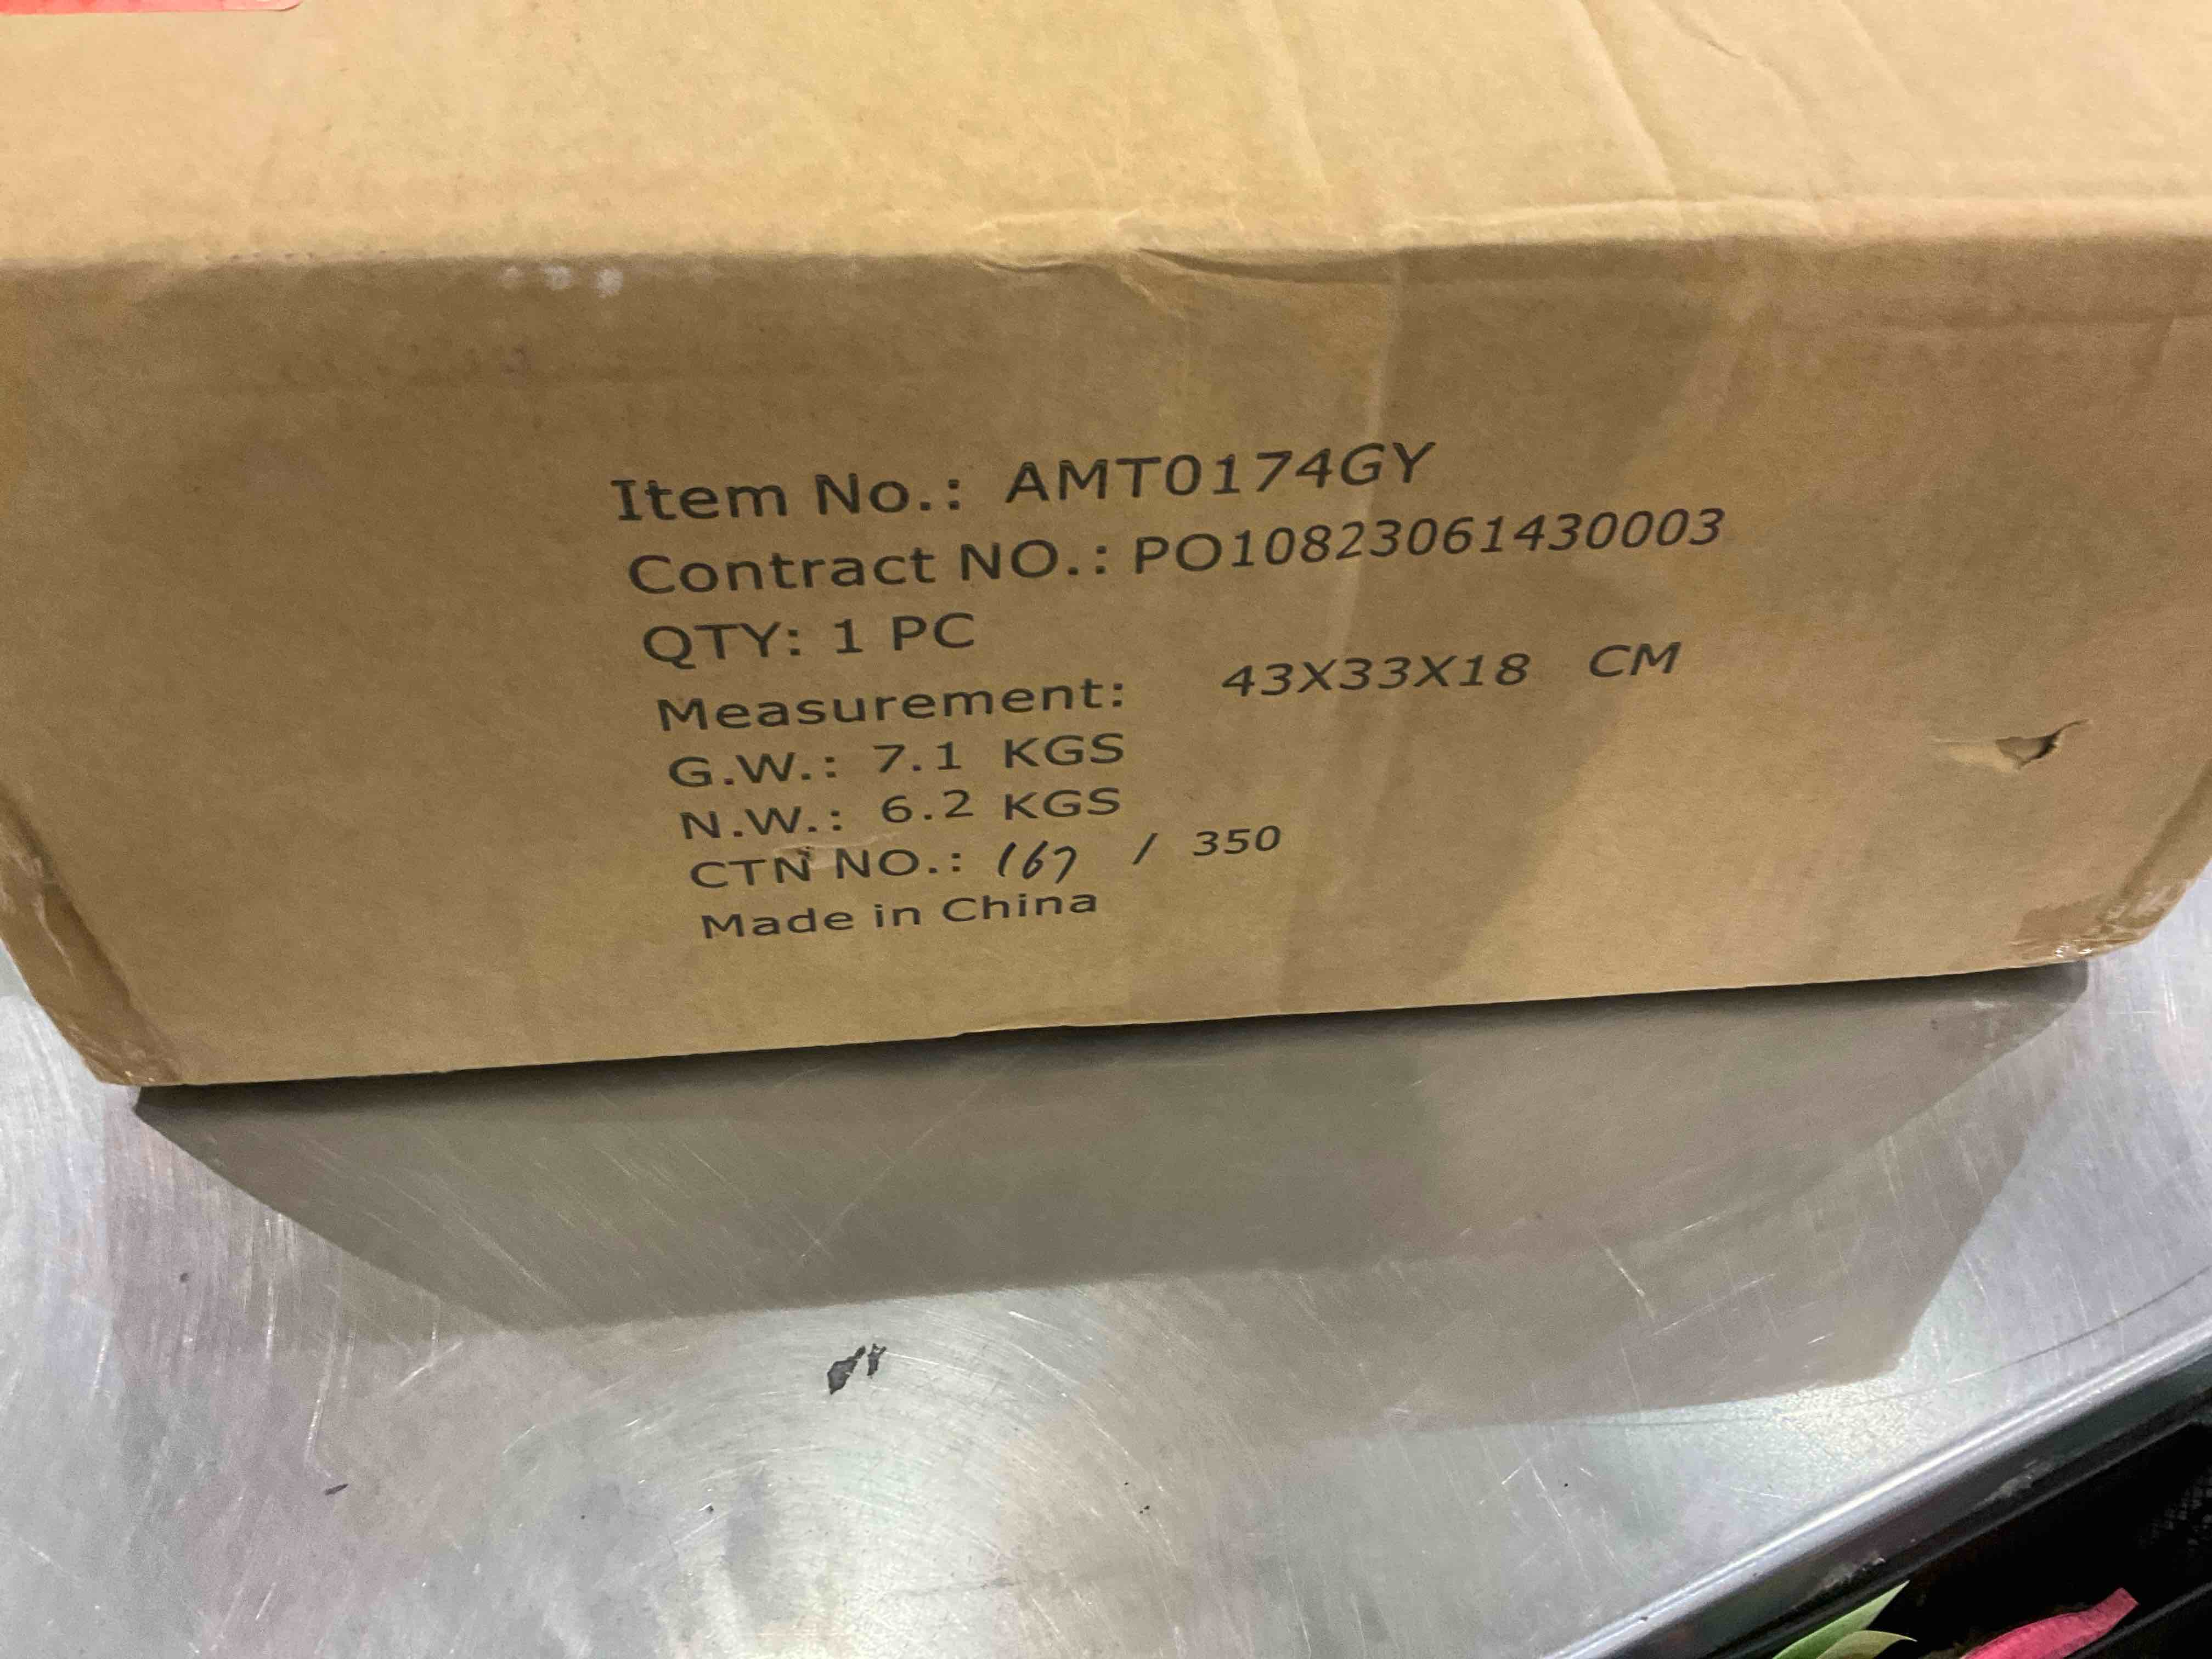 Item No.: AMT0174GY
Contract NO.: PO10823061430003
QTY: 1 PC
Measurement: 43X33X18 CM
G.W.: 7.1 KGS
N.W.: 6.2 KGS
CTN NO.: 167 / 350
Made in China